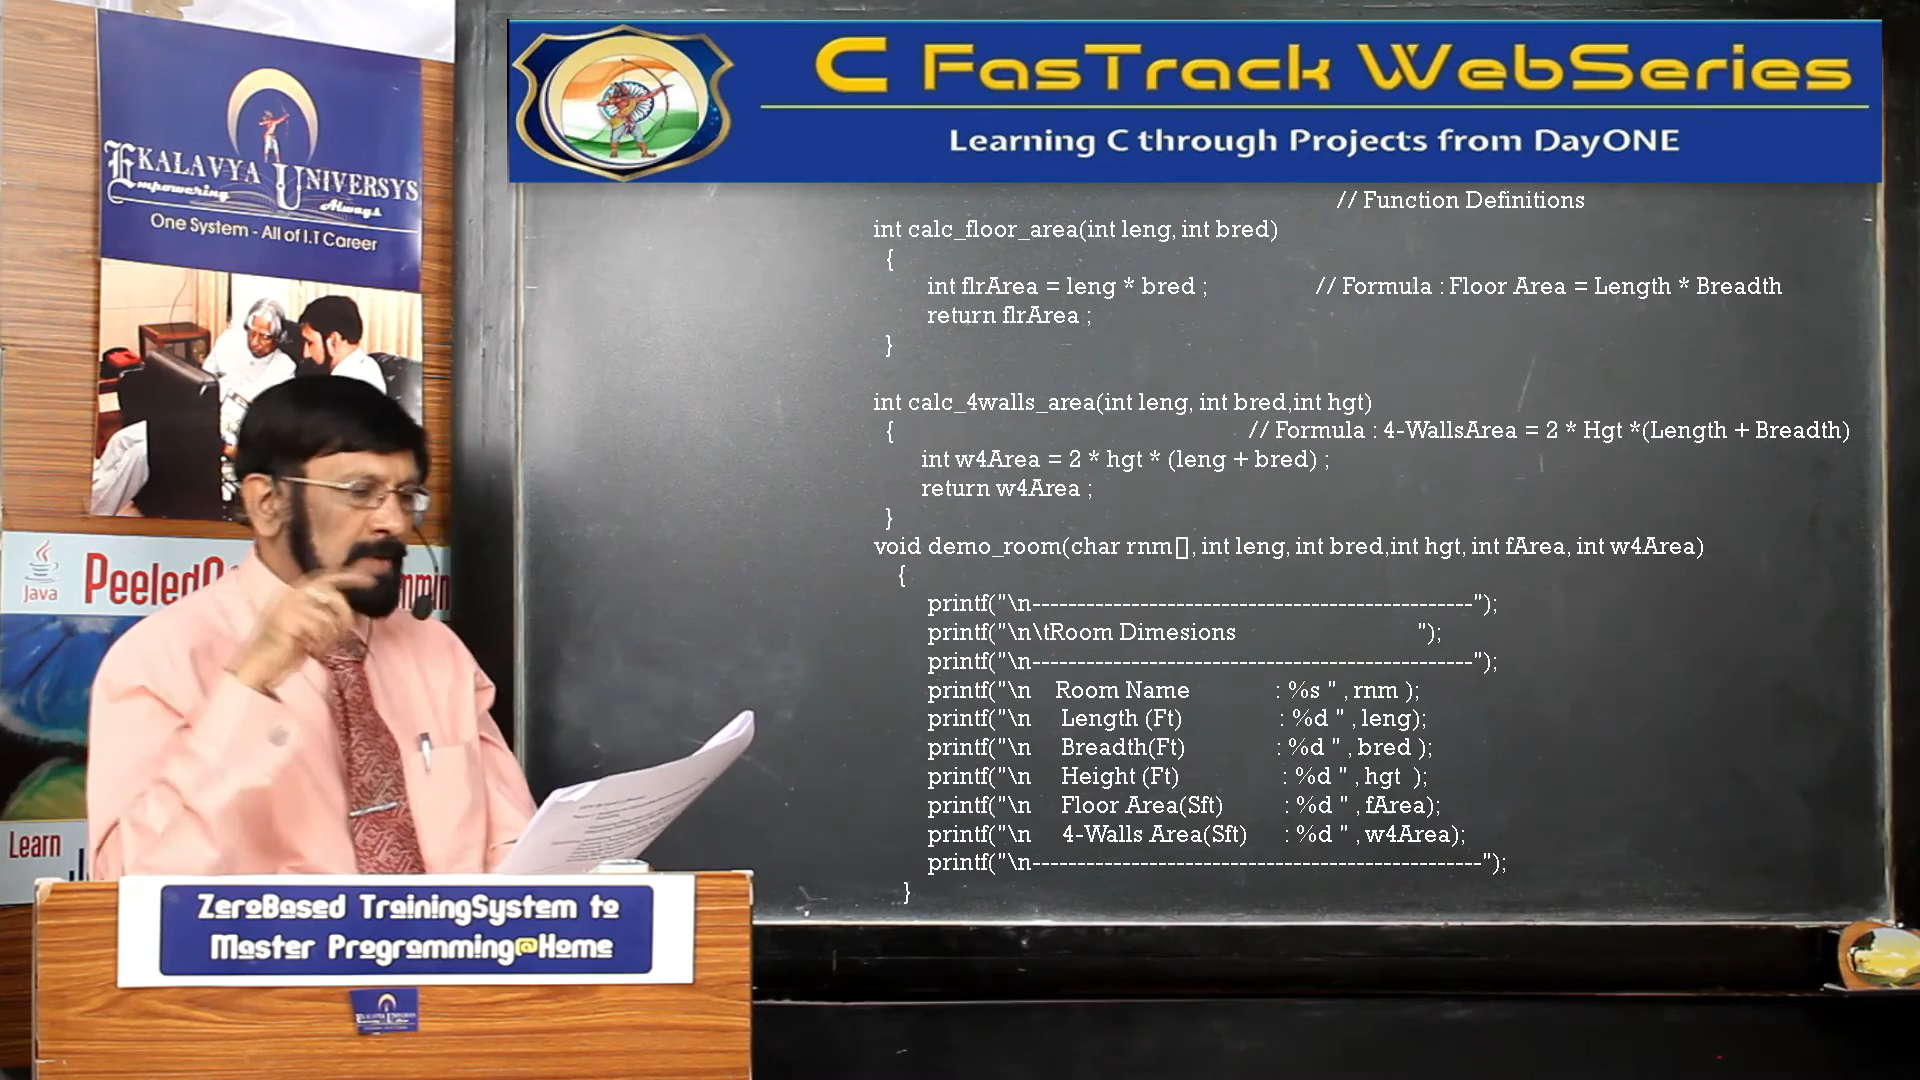 C FasTrack WebSeries
Learning C through Projects from DayONE
EKALAVYA UNIVERSYS
Empowering Always
One System - All of I.T Career
// Function Definitions
int calc_floor_area(int leng, int bred)
{
int flrArea = leng * bred ; // Formula : Floor Area = Length * Breadth
return flrArea ;
}
int calc_4walls_area(int leng, int bred,int hgt)
{ // Formula : 4-WallsArea = 2 * Hgt *(Length + Breadth)
int w4Area = 2 * hgt * (leng + bred) ;
return w4Area ;
}
void demo_room(char rnm[], int leng, int bred,int hgt, int fArea, int w4Area)
{
printf("\n-------------------------------------------------");
printf("\n\tRoom Dimesions ");
printf("\n-------------------------------------------------");
printf("\n Room Name : %s " , rnm );
printf("\n Length (Ft) : %d " , leng);
printf("\n Breadth(Ft) : %d " , bred );
printf("\n Height (Ft) : %d " , hgt );
printf("\n Floor Area(Sft) : %d " , fArea);
printf("\n 4-Walls Area(Sft) : %d " , w4Area);
printf("\n--------------------------------------------------");
}
Java
Learn
ZeroBased TrainingSystem to
Master Programming@Home
EKALAVYA UNIVERSYS